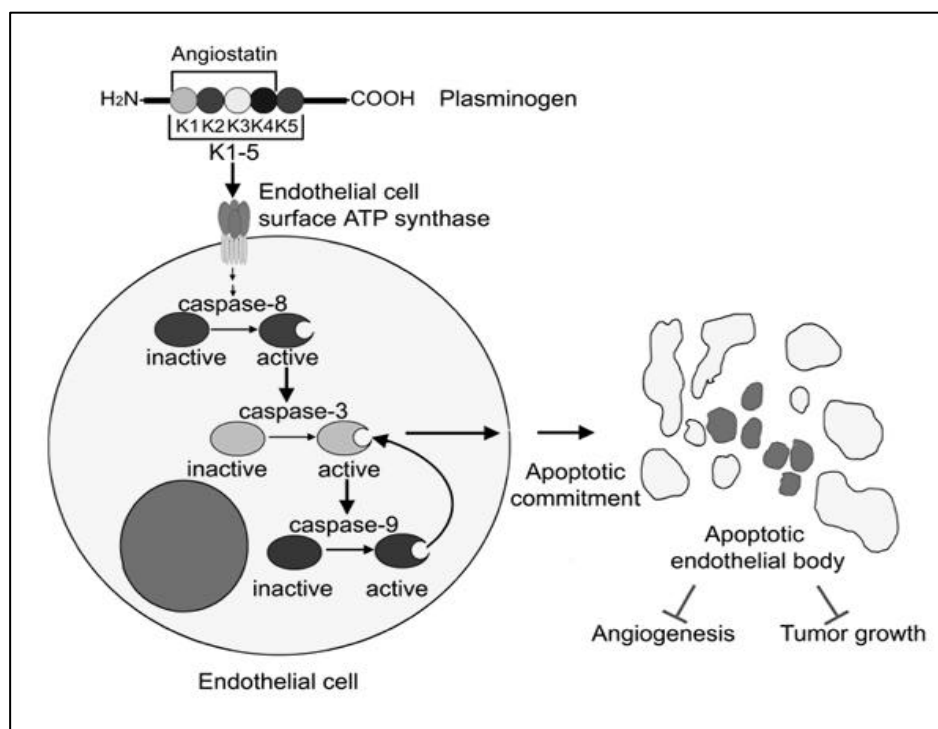 Angiostatin
H₂N
COOH
Plasminogen
K1 K2 K3 K4 K5
K1-5
Endothelial cell
surface ATP synthase
caspase-8
inactive
active
caspase-3
inactive
active
caspase-9
inactive
active
Endothelial cell
Apoptotic
commitment
Apoptotic
endothelial body
Angiogenesis
Tumor growth